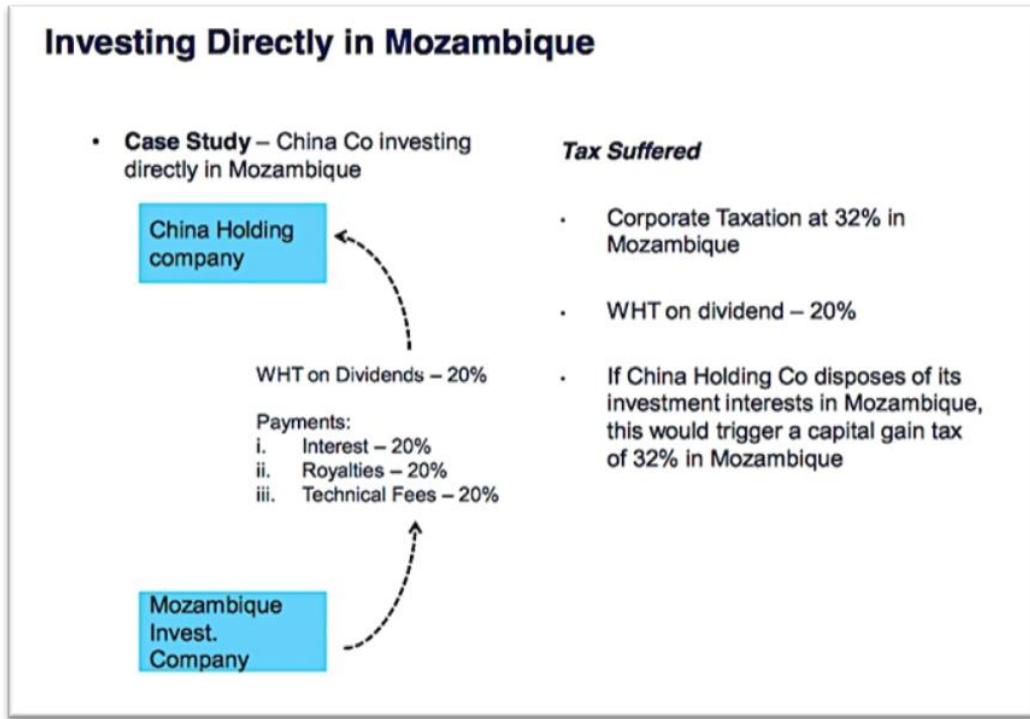 Investing Directly in Mozambique
• Case Study – China Co investing
directly in Mozambique
China Holding
company
WHT on Dividends – 20%
Payments:
i. Interest – 20%
ii. Royalties – 20%
iii. Technical Fees – 20%
Mozambique
Invest.
Company
Tax Suffered
• Corporate Taxation at 32% in
Mozambique
• WHT on dividend – 20%
• If China Holding Co disposes of its
investment interests in Mozambique,
this would trigger a capital gain tax
of 32% in Mozambique